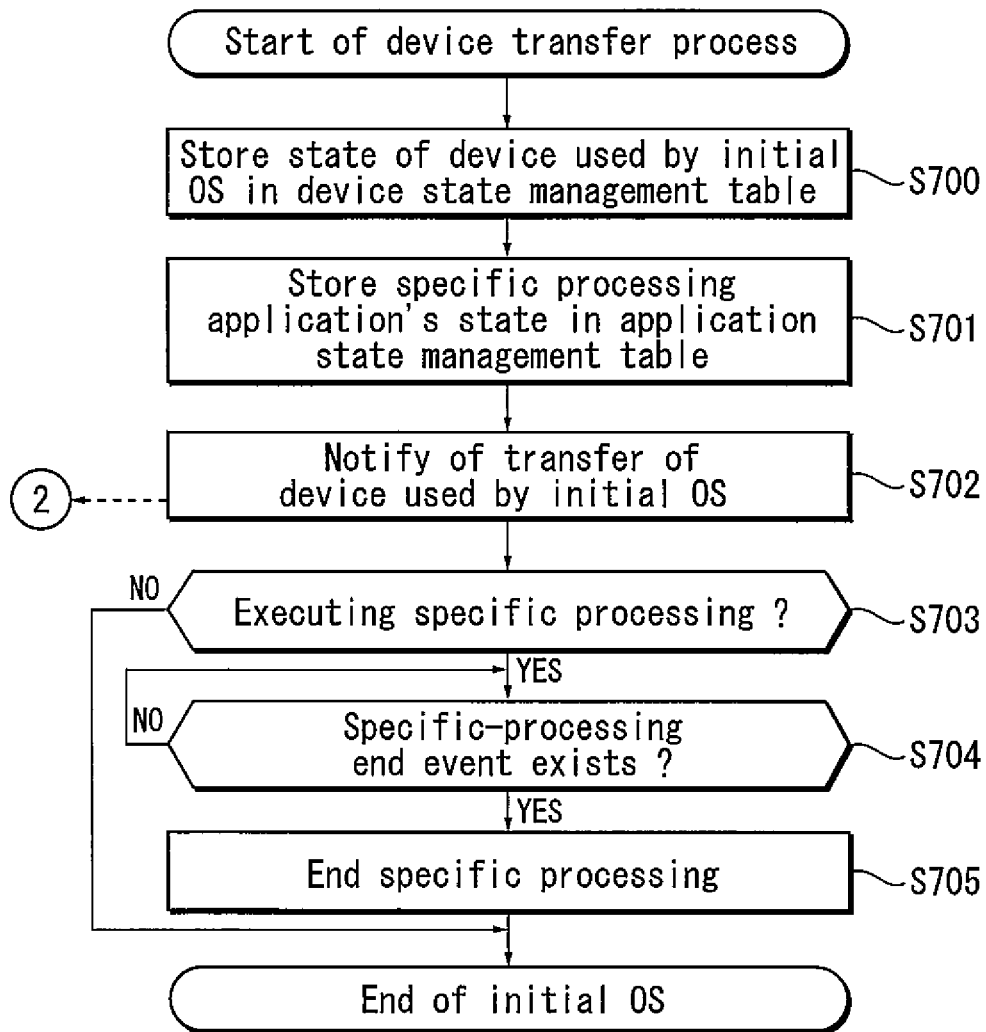 Start of device transfer process
Store state of device used by initial
OS in device state management table
S700
Store specific processing
application's state in application
state management table
S701
Notify of transfer of
device used by initial OS
S702
2
NO
Executing specific processing ?
S703
YES
NO
Specific-processing
end event exists ?
S704
YES
End specific processing
S705
End of initial OS